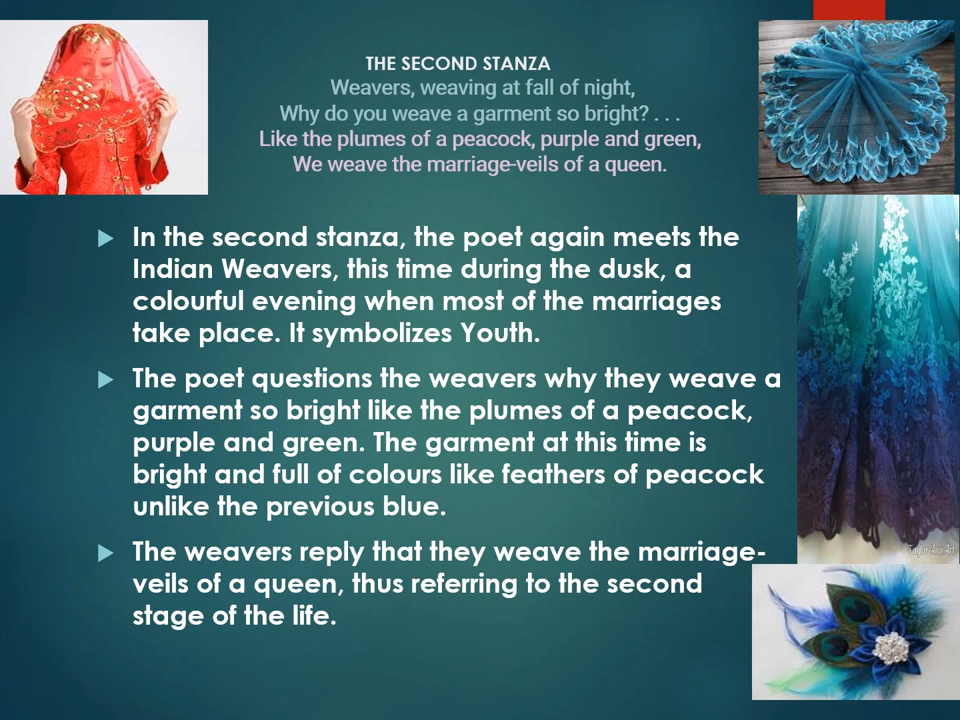 THE SECOND STANZA
Weavers, weaving at fall of night,
Why do you weave a garment so bright? . . .
Like the plumes of a peacock, purple and green,
We weave the marriage-veils of a queen.
In the second stanza, the poet again meets the
Indian Weavers, this time during the dusk, a
colourful evening when most of the marriages
take place. It symbolizes Youth.
The poet questions the weavers why they weave a
garment so bright like the plumes of a peacock,
purple and green. The garment at this time is
bright and full of colours like feathers of peacock
unlike the previous blue.
The weavers reply that they weave the marriage-
veils of a queen, thus referring to the second
stage of the life.